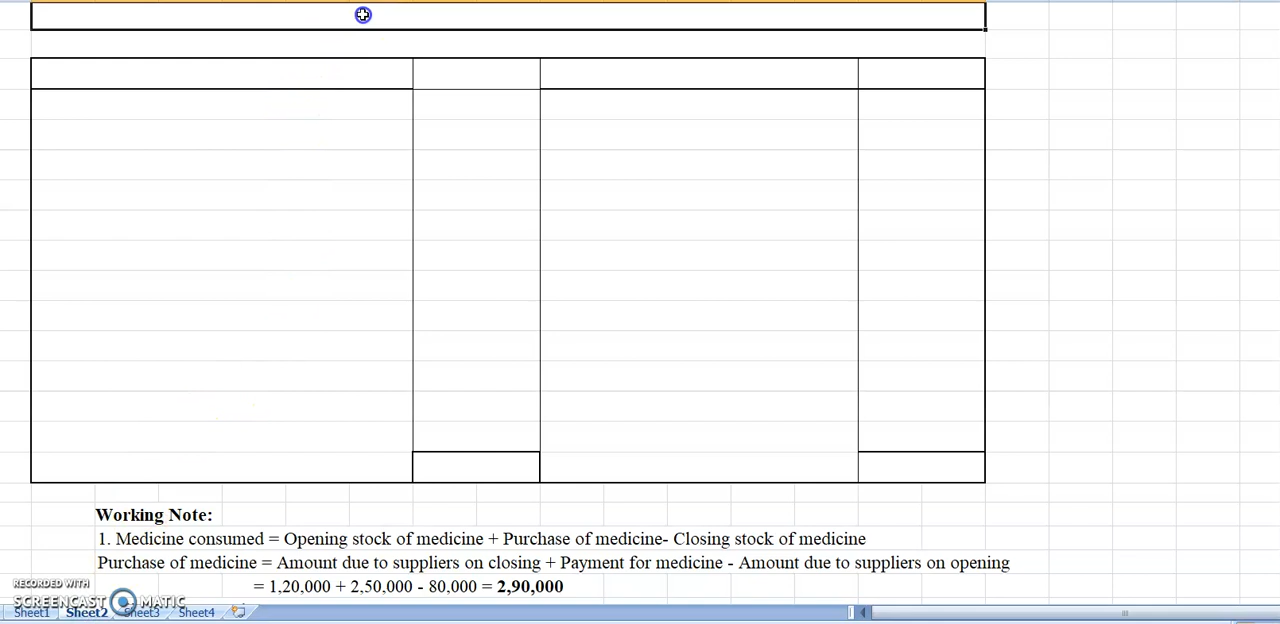 Working Note:
1. Medicine consumed = Opening stock of medicine + Purchase of medicine- Closing stock of medicine
Purchase of medicine = Amount due to suppliers on closing + Payment for medicine - Amount due to suppliers on opening
= 1,20,000 + 2,50,000 - 80,000 = 2,90,000
RECORDED WITH
SCREENCAST MATIC
Sheet1 Sheet2 Sheet3 Sheet4